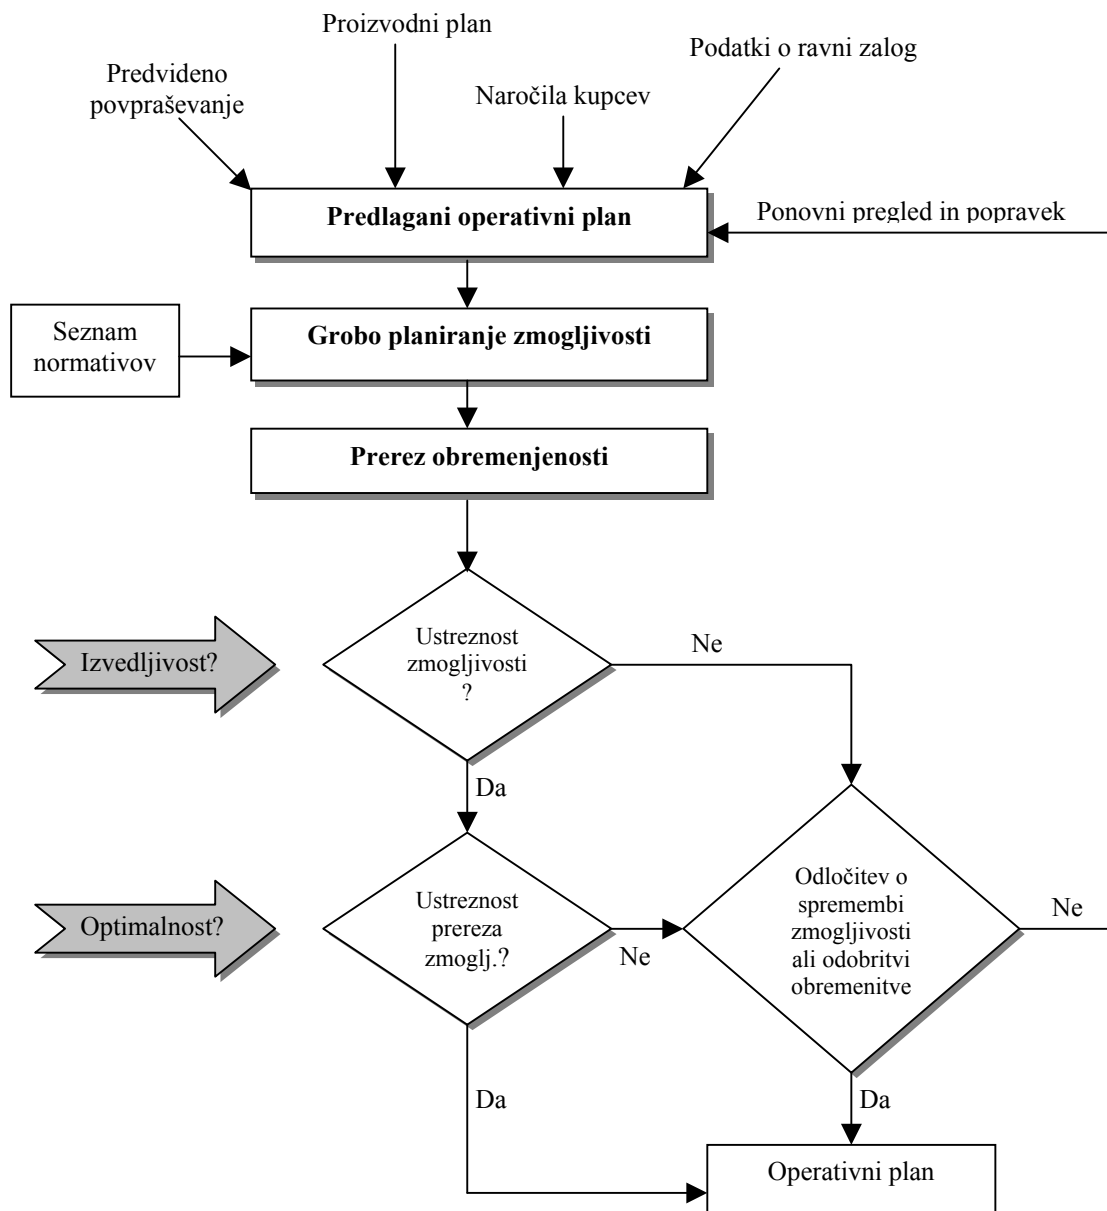 Proizvodni plan
Podatki o ravni zalog
Predvideno
povpraševanje
Naročila kupcev
Predlagani operativni plan
Ponovni pregled in popravek
Seznam
normativov
Grobo planiranje zmogljivosti
Prerez obremenjenosti
Izvedljivost?
Ustreznost
zmogljivosti
?
Ne
Da
Optimalnost?
Ustreznost
prereza
zmoglj.?
Ne
Odločitev o
spremembi
zmogljivosti
ali odobritvi
obremenitve
Ne
Da
Da
Operativni plan